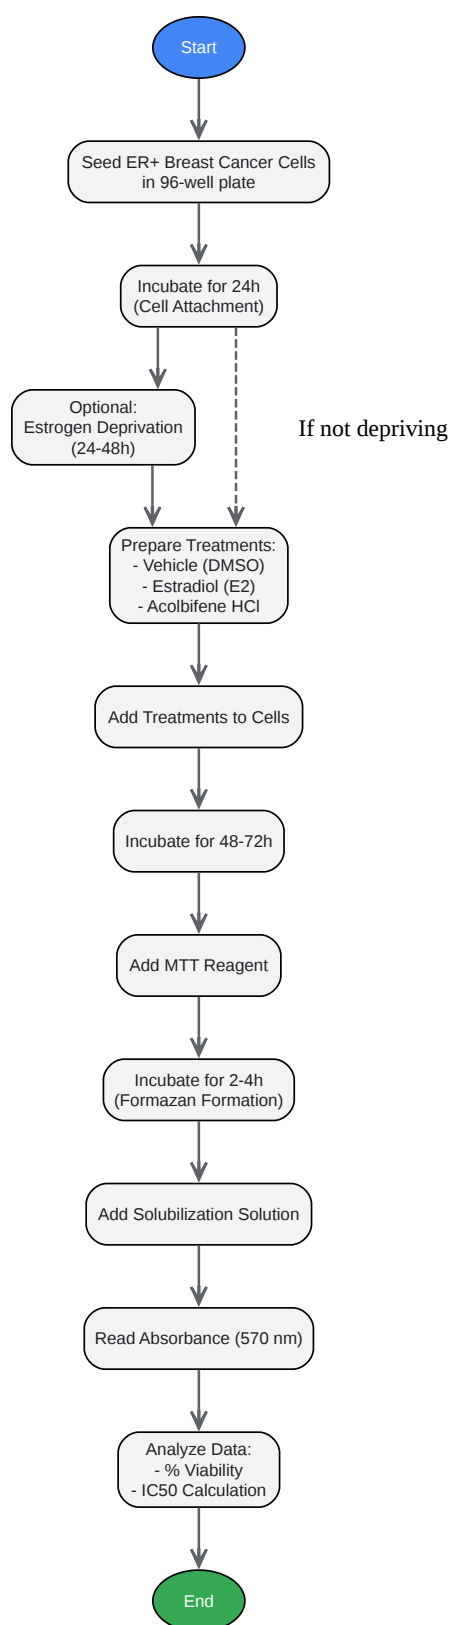 Start
Seed ER+ Breast Cancer Cells
in 96-well plate
Incubate for 24h
(Cell Attachment)
Optional:
Estrogen Deprivation
(24-48h)
If not depriving
Prepare Treatments:
- Vehicle (DMSO)
- Estradiol (E2)
- Acolbifene HCl
Add Treatments to Cells
Incubate for 48-72h
Add MTT Reagent
Incubate for 2-4h
(Formazan Formation)
Add Solubilization Solution
Read Absorbance (570 nm)
Analyze Data:
- % Viability
- IC50 Calculation
End